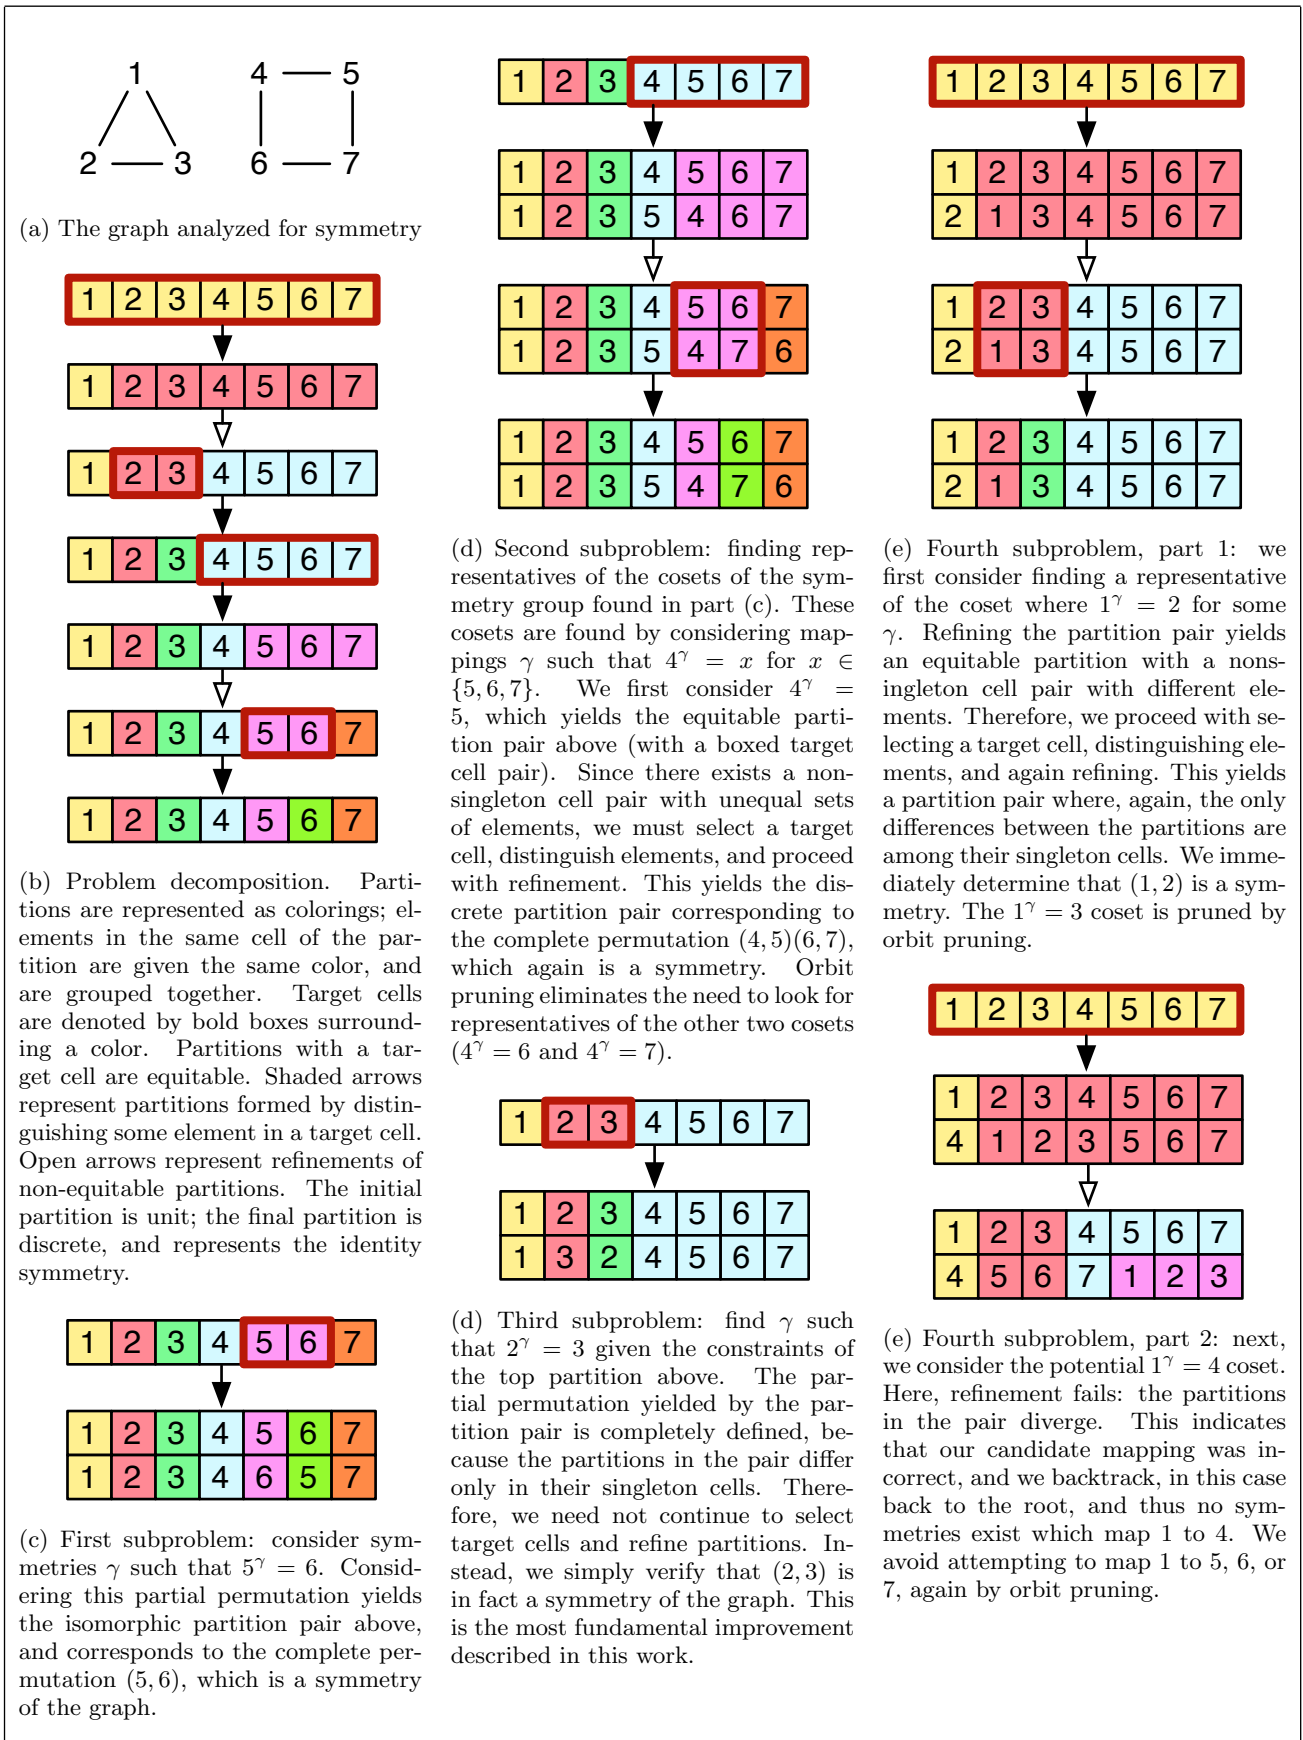 1
2 3
4 5
6 7
(a) The graph analyzed for symmetry
1 2 3 4 5 6 7
1 2 3 4 5 6 7
1 2 3 4 5 6 7
1 2 3 4 5 6 7
1 2 3 4 5 6 7
1 2 3 4 5 6 7
1 2 3 4 5 6 7
(b) Problem decomposition. Parti-
tions are represented as colorings; el-
ements in the same cell of the par-
tition are given the same color, and
are grouped together. Target cells
are denoted by bold boxes surround-
ing a color. Partitions with a tar-
get cell are equitable. Shaded arrows
represent partitions formed by distin-
guishing some element in a target cell.
Open arrows represent refinements of
non-equitable partitions. The initial
partition is unit; the final partition is
discrete, and represents the identity
symmetry.
1 2 3 4 5 6 7
1 2 3 4 5 6 7
1 2 3 4 6 5 7
(c) First subproblem: consider sym-
metries γ such that 5^γ = 6. Consid-
ering this partial permutation yields
the isomorphic partition pair above,
and corresponds to the complete per-
mutation (5, 6), which is a symmetry
of the graph.
1 2 3 4 5 6 7
1 2 3 4 5 6 7
1 2 3 5 4 6 7
1 2 3 4 5 6 7
1 2 3 5 4 7 6
1 2 3 4 5 6 7
1 2 3 5 4 7 6
(d) Second subproblem: finding rep-
resentatives of the cosets of the sym-
metry group found in part (c). These
cosets are found by considering map-
pings γ such that 4^γ = x for x ∈
{5, 6, 7}. We first consider 4^γ =
5, which yields the equitable parti-
tion pair above (with a boxed target
cell pair). Since there exists a non-
singleton cell pair with unequal sets
of elements, we must select a target
cell, distinguish elements, and proceed
with refinement. This yields the dis-
crete partition pair corresponding to
the complete permutation (4, 5)(6, 7),
which again is a symmetry. Orbit
pruning eliminates the need to look for
representatives of the other two cosets
(4^γ = 6 and 4^γ = 7).
1 2 3 4 5 6 7
1 2 3 4 5 6 7
1 3 2 4 5 6 7
(d) Third subproblem: find γ such
that 2^γ = 3 given the constraints of
the top partition above. The par-
tial permutation yielded by the par-
tition pair is completely defined, be-
cause the partitions in the pair differ
only in their singleton cells. There-
fore, we need not continue to select
target cells and refine partitions. In-
stead, we simply verify that (2, 3) is
in fact a symmetry of the graph. This
is the most fundamental improvement
described in this work.
1 2 3 4 5 6 7
1 2 3 4 5 6 7
2 1 3 4 5 6 7
1 2 3 4 5 6 7
2 1 3 4 5 6 7
1 2 3 4 5 6 7
2 1 3 4 5 6 7
(e) Fourth subproblem, part 1: we
first consider finding a representative
of the coset where 1^γ = 2 for some
γ. Refining the partition pair yields
an equitable partition with a nons-
ingleton cell pair with different ele-
ments. Therefore, we proceed with se-
lecting a target cell, distinguishing ele-
ments, and again refining. This yields
a partition pair where, again, the only
differences between the partitions are
among their singleton cells. We imme-
diately determine that (1, 2) is a sym-
metry. The 1^γ = 3 coset is pruned by
orbit pruning.
1 2 3 4 5 6 7
1 2 3 4 5 6 7
4 1 2 3 5 6 7
1 2 3 4 5 6 7
4 5 6 7 1 2 3
(e) Fourth subproblem, part 2: next,
we consider the potential 1^γ = 4 coset.
Here, refinement fails: the partitions
in the pair diverge. This indicates
that our candidate mapping was in-
correct, and we backtrack, in this case
back to the root, and thus no sym-
metries exist which map 1 to 4. We
avoid attempting to map 1 to 5, 6, or
7, again by orbit pruning.